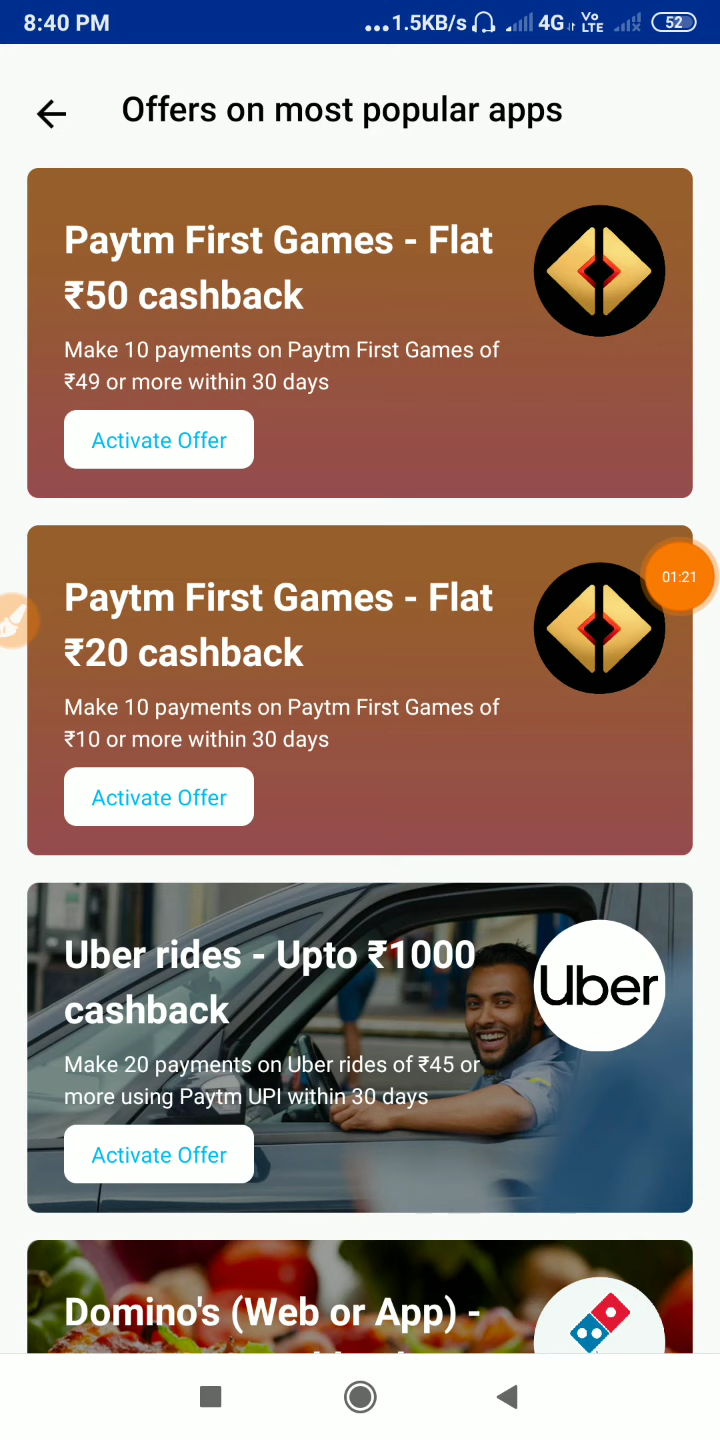 8:40 PM
...1.5KB/s 4G Vo LTE 52
Offers on most popular apps
Paytm First Games - Flat
₹50 cashback
Make 10 payments on Paytm First Games of
₹49 or more within 30 days
Activate Offer
Paytm First Games - Flat
₹20 cashback
01:21
Make 10 payments on Paytm First Games of
₹10 or more within 30 days
Activate Offer
Uber rides - Upto ₹1000
cashback
Uber
Make 20 payments on Uber rides of ₹45 or
more using Paytm UPI within 30 days
Activate Offer
Domino's (Web or App) -